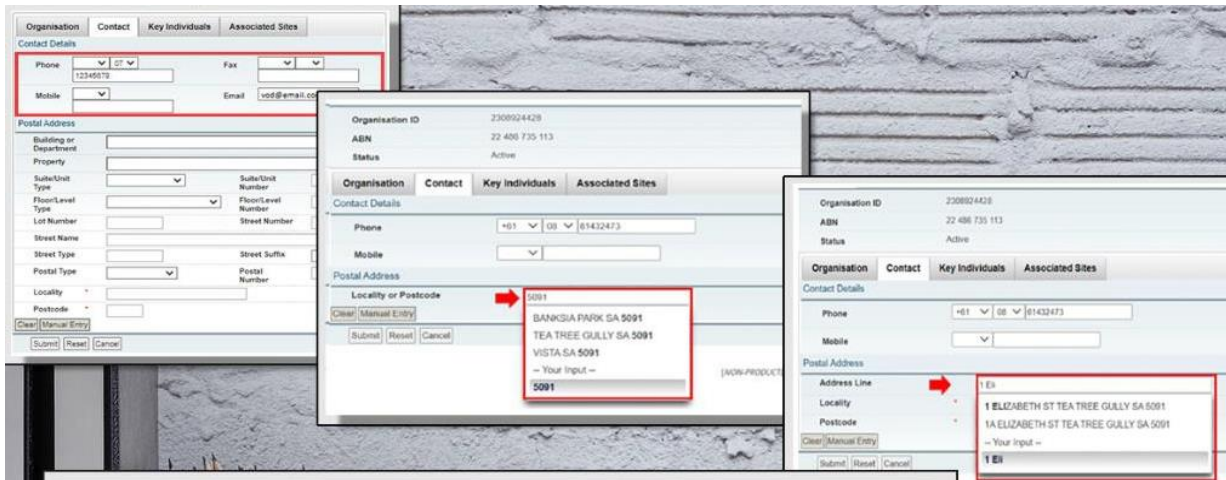 Organisation Contact Key Individuals Associated Sites
Contact Details
Phone 07 Fax
12345678
Mobile Email vod@email.co
Postal Address
Building or
Department
Property
Suite/Unit
Type Suite/Unit
Number
Floor/Level
Type Floor/Level
Number
Lot Number Street Number
Street Name
Street Type Street Suffix
Postal Type Postal
Number
Locality *
Postcode *
Clear Manual Entry
Submit Reset Cancel
Organisation ID 2308924428
ABN 22 486 735 113
Status Active
Organisation Contact Key Individuals Associated Sites
Contact Details
Phone +61 08 61432473
Mobile
Postal Address
Locality or Postcode 5091
BANKSIA PARK SA 5091
TEA TREE GULLY SA 5091
VISTA SA 5091
-- Your Input --
5091
Clear Manual Entry
Submit Reset Cancel
[NON-PRODUCT
Organisation ID 2308924428
ABN 22 486 735 113
Status Active
Organisation Contact Key Individuals Associated Sites
Contact Details
Phone +61 08 61432473
Mobile
Postal Address
Address Line 1 Eli
Locality *
Postcode *
1 ELIZABETH ST TEA TREE GULLY SA 5091
1A ELIZABETH ST TEA TREE GULLY SA 5091
-- Your Input --
1 Eli
Clear Manual Entry
Submit Reset Cancel